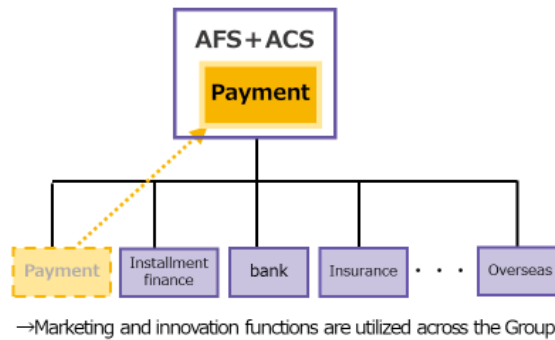 AFS+ACS
Payment
Payment
Installment
finance
bank
Insurance
・・・
Overseas
→Marketing and innovation functions are utilized across the Group